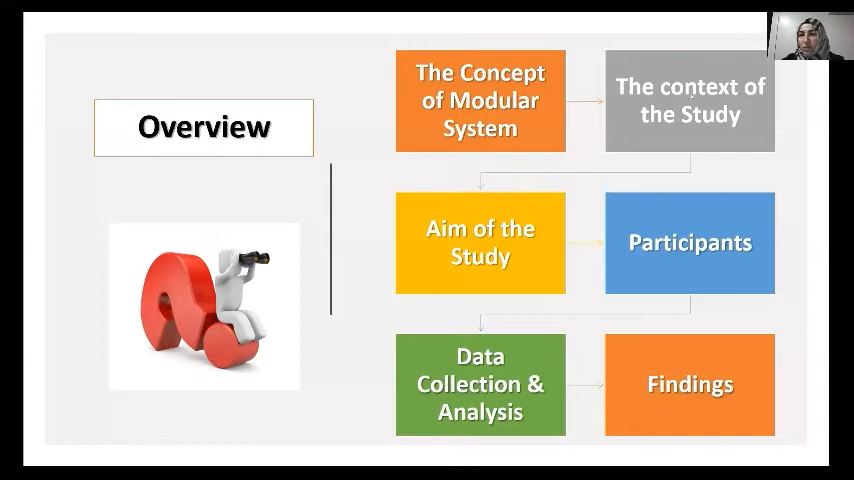 Overview
The Concept
of Modular
System
The context of
the Study
Aim of the
Study
Participants
Data
Collection &
Analysis
Findings